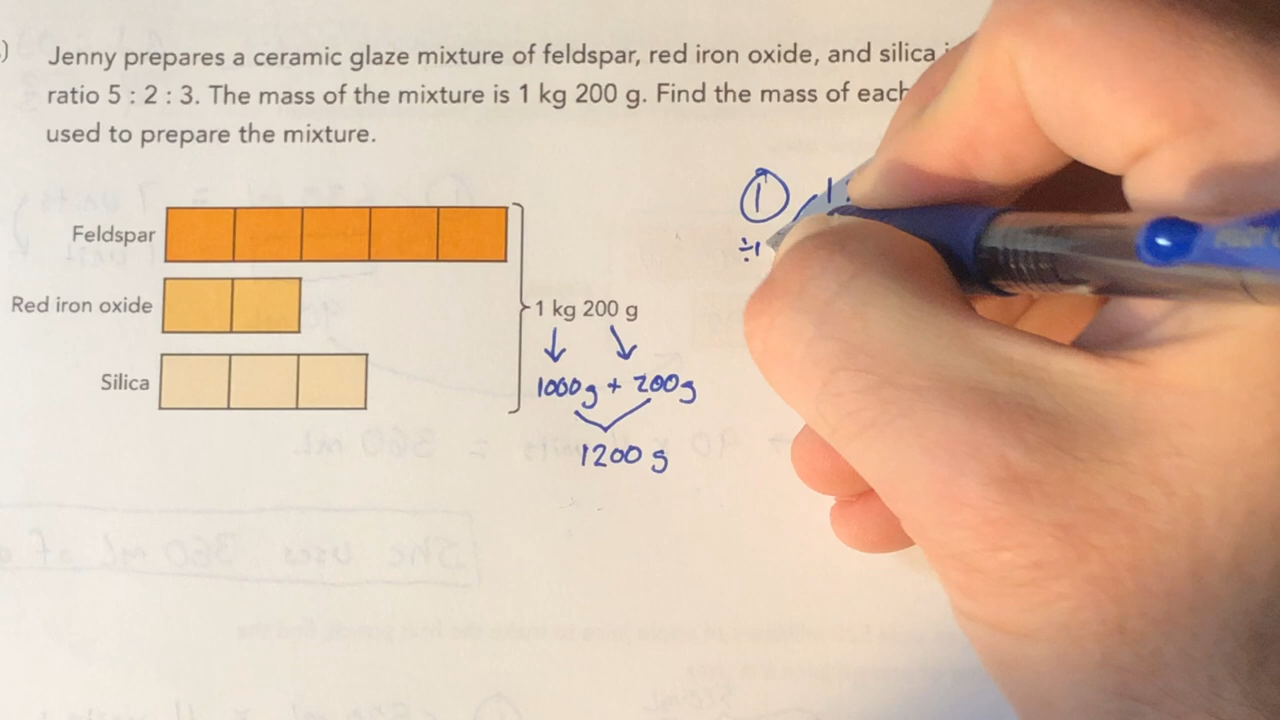 Jenny prepares a ceramic glaze mixture of feldspar, red iron oxide, and silica
ratio 5 : 2 : 3. The mass of the mixture is 1 kg 200 g. Find the mass of each
used to prepare the mixture.
①
÷1
Feldspar
Red iron oxide
1 kg 200 g
Silica
1000g + 200g
1200 g